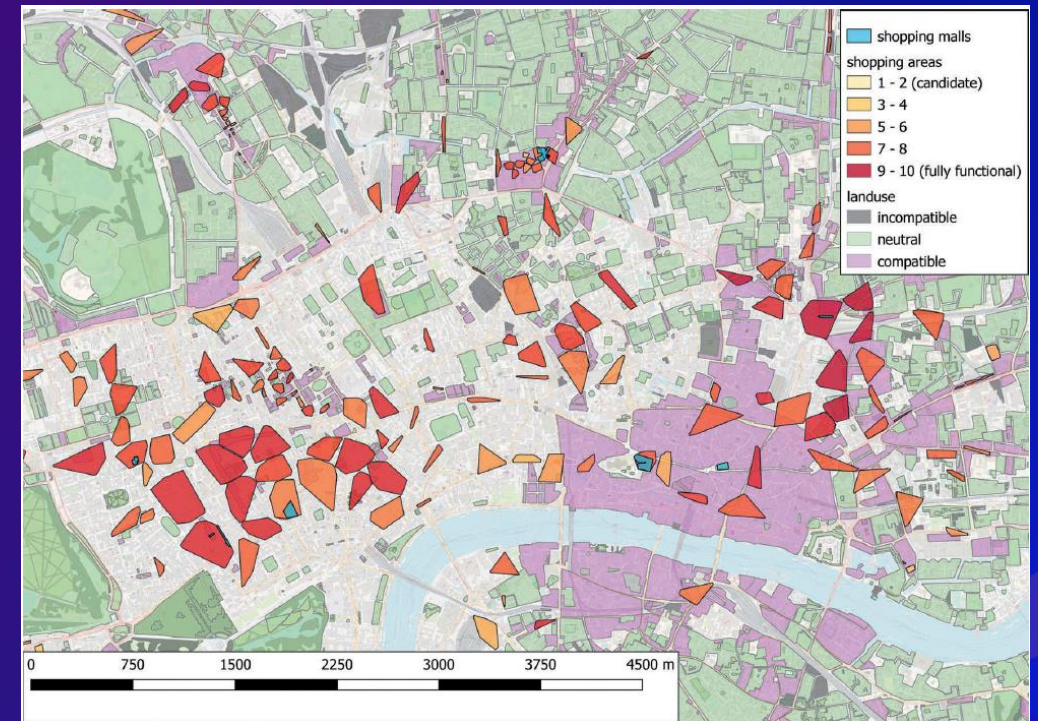 shopping malls
shopping areas
1 - 2 (candidate)
3 - 4
5 - 6
7 - 8
9 - 10 (fully functional)
landuse
incompatible
neutral
compatible
0 750 1500 2250 3000 3750 4500 m